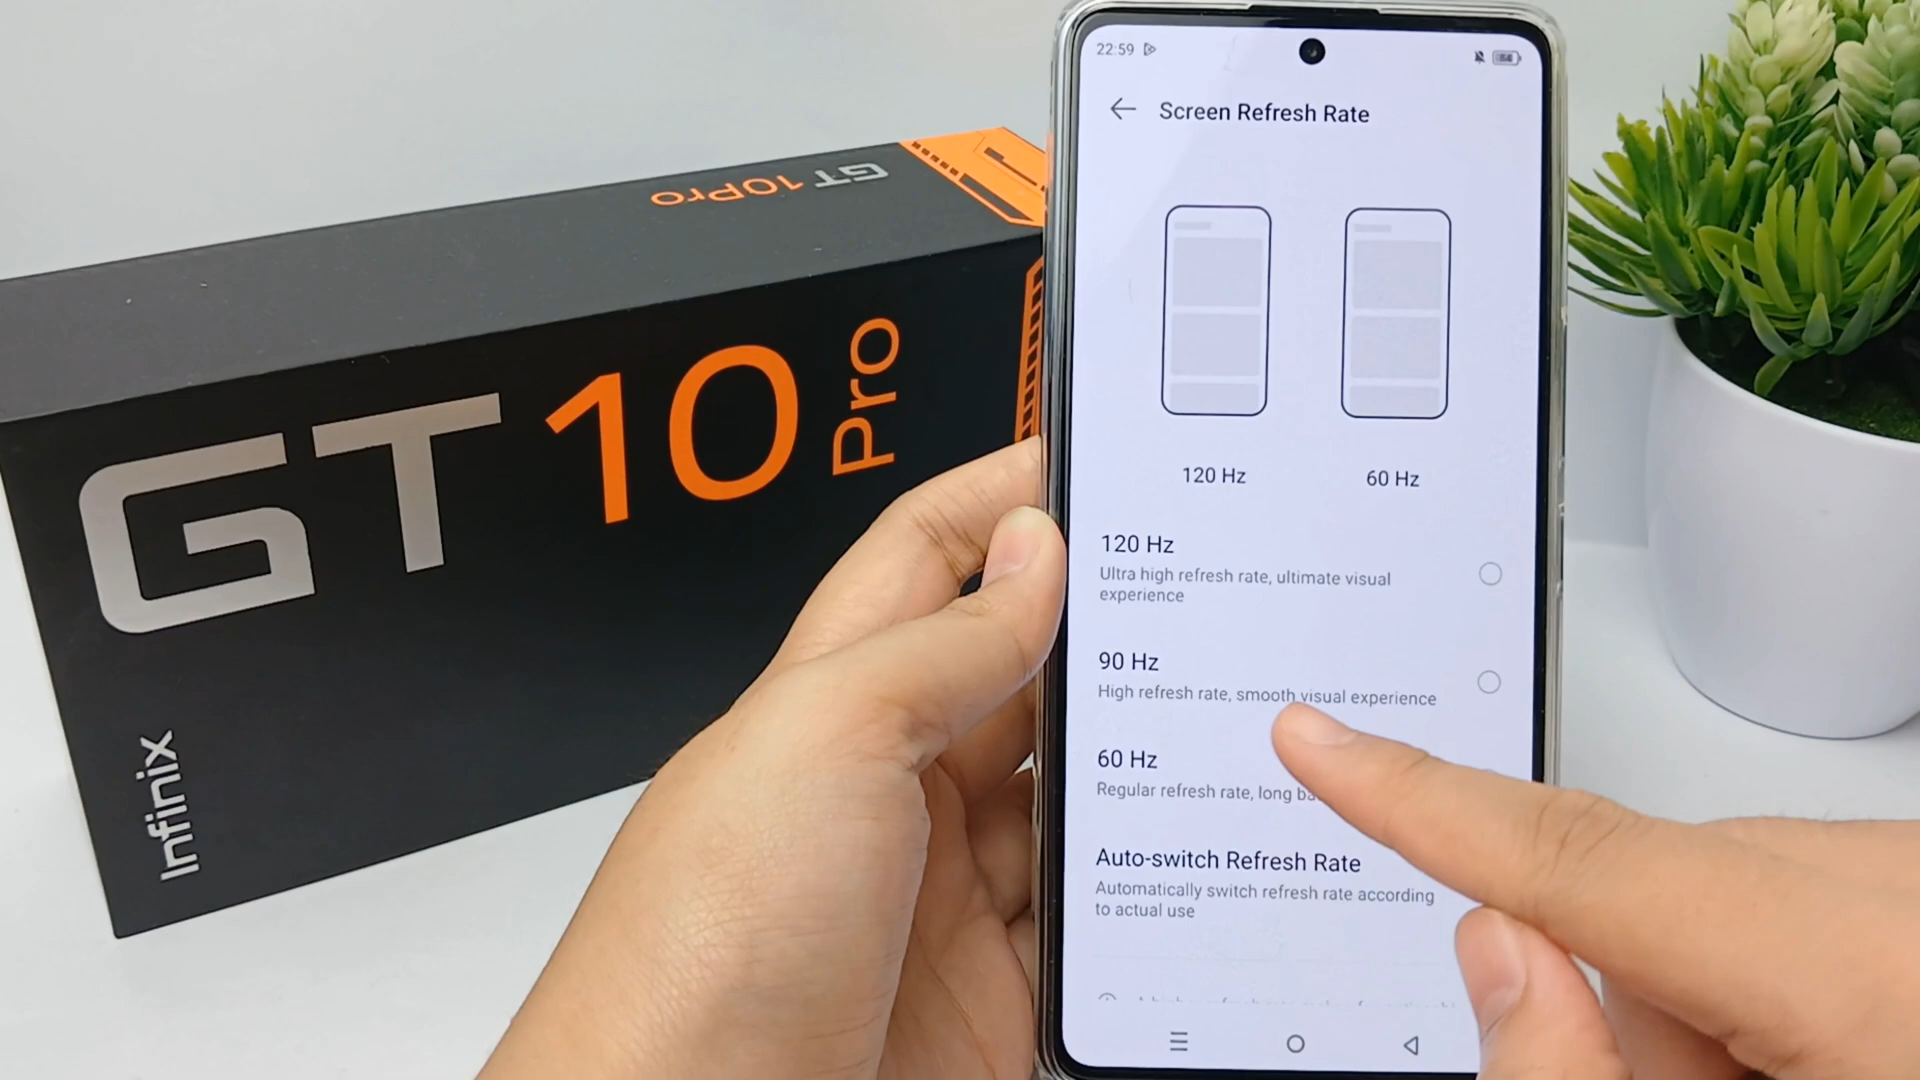 GT 10Pro
GT 10 Pro
Infinix
22:59
Screen Refresh Rate
120 Hz
60 Hz
120 Hz
Ultra high refresh rate, ultimate visual
experience
90 Hz
High refresh rate, smooth visual experience
60 Hz
Regular refresh rate, long
Auto-switch Refresh Rate
Automatically switch refresh rate according
to actual use